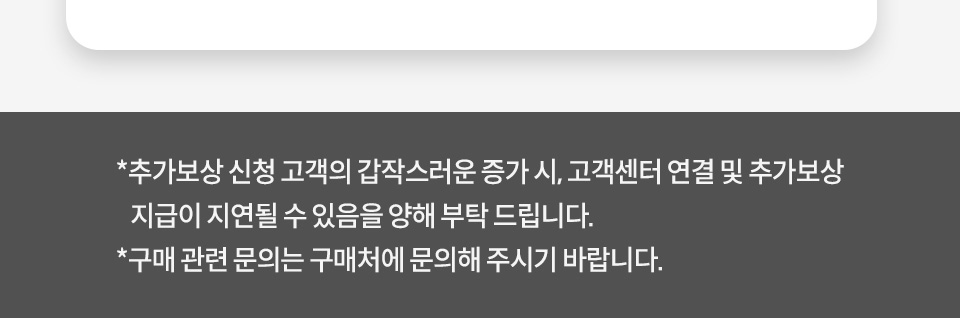 *추가보상 신청 고객의 갑작스러운 증가 시, 고객센터 연결 및 추가보상
지급이 지연될 수 있음을 양해 부탁 드립니다.
*구매 관련 문의는 구매처에 문의해 주시기 바랍니다.